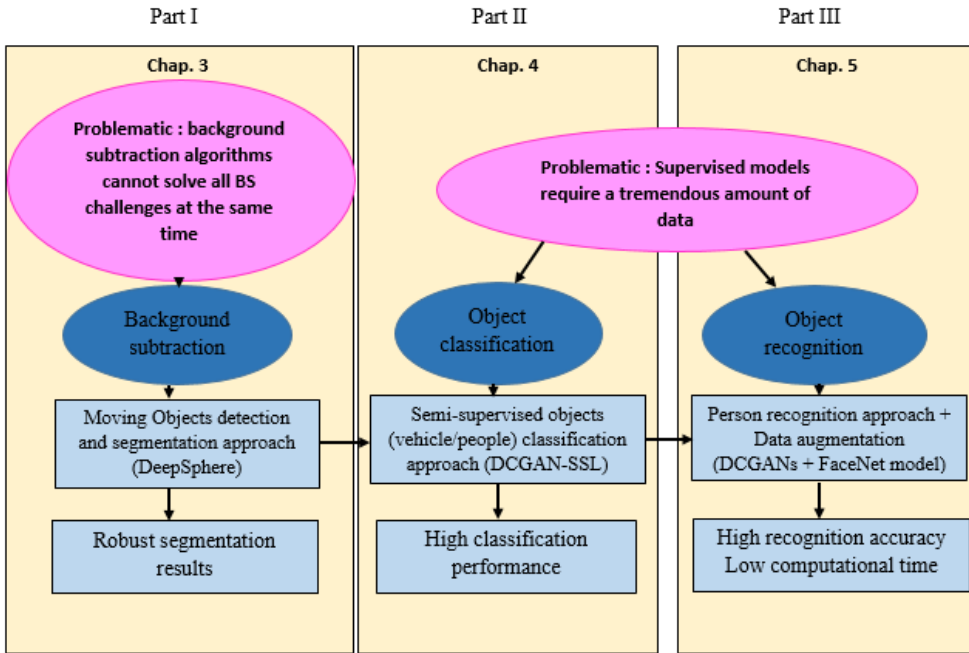 Part I
Part II
Part III
Chap. 3
Problematic : background
subtraction algorithms
cannot solve all BS
challenges at the same
time
Background
subtraction
Moving Objects detection
and segmentation approach
(DeepSphere)
Robust segmentation
results
Chap. 4
Chap. 5
Problematic : Supervised models
require a tremendous amount of
data
Object
classification
Semi-supervised objects
(vehicle/people) classification
approach (DCGAN-SSL)
High classification
performance
Object
recognition
Person recognition approach +
Data augmentation
(DCGANs + FaceNet model)
High recognition accuracy
Low computational time